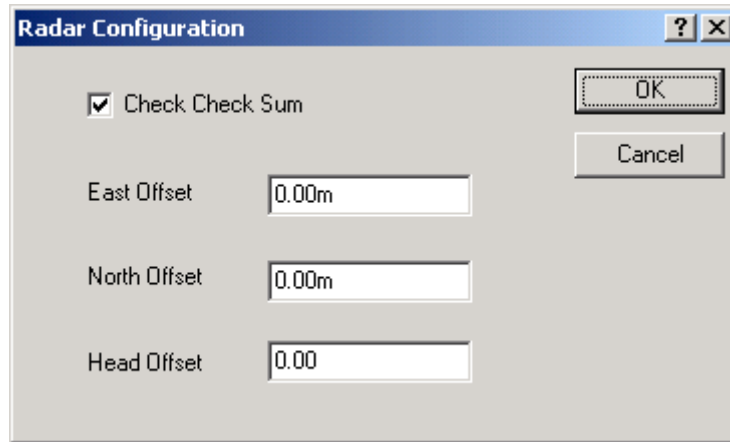 Radar Configuration
? X
Check Check Sum
OK
Cancel
East Offset 0.00m
North Offset 0.00m
Head Offset 0.00